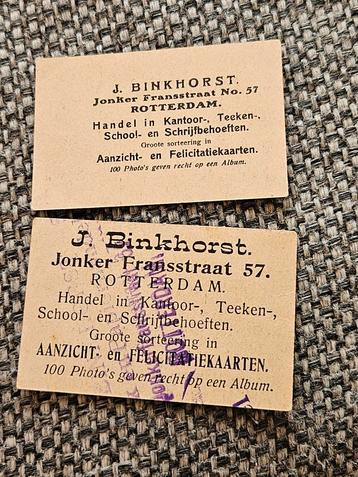 J. BINKHORST.
Jonker Fransstraat No. 57
ROTTERDAM.
Handel in Kantoor-, Teeken-,
School- en Schrijfbehoeften.
Groote sorteering in
Aanzicht- en Felicitatiekaarten.
100 Photo's geven recht op een Album.
J. Binkhorst.
Jonker Fransstraat 57.
ROTTERDAM.
Handel in Kantoor-, Teeken-,
School- en Schrijfbehoeften.
Groote sorteering in
AANZICHT- en FELICITATIEKAARTEN.
100 Photo's geven recht op een Album.